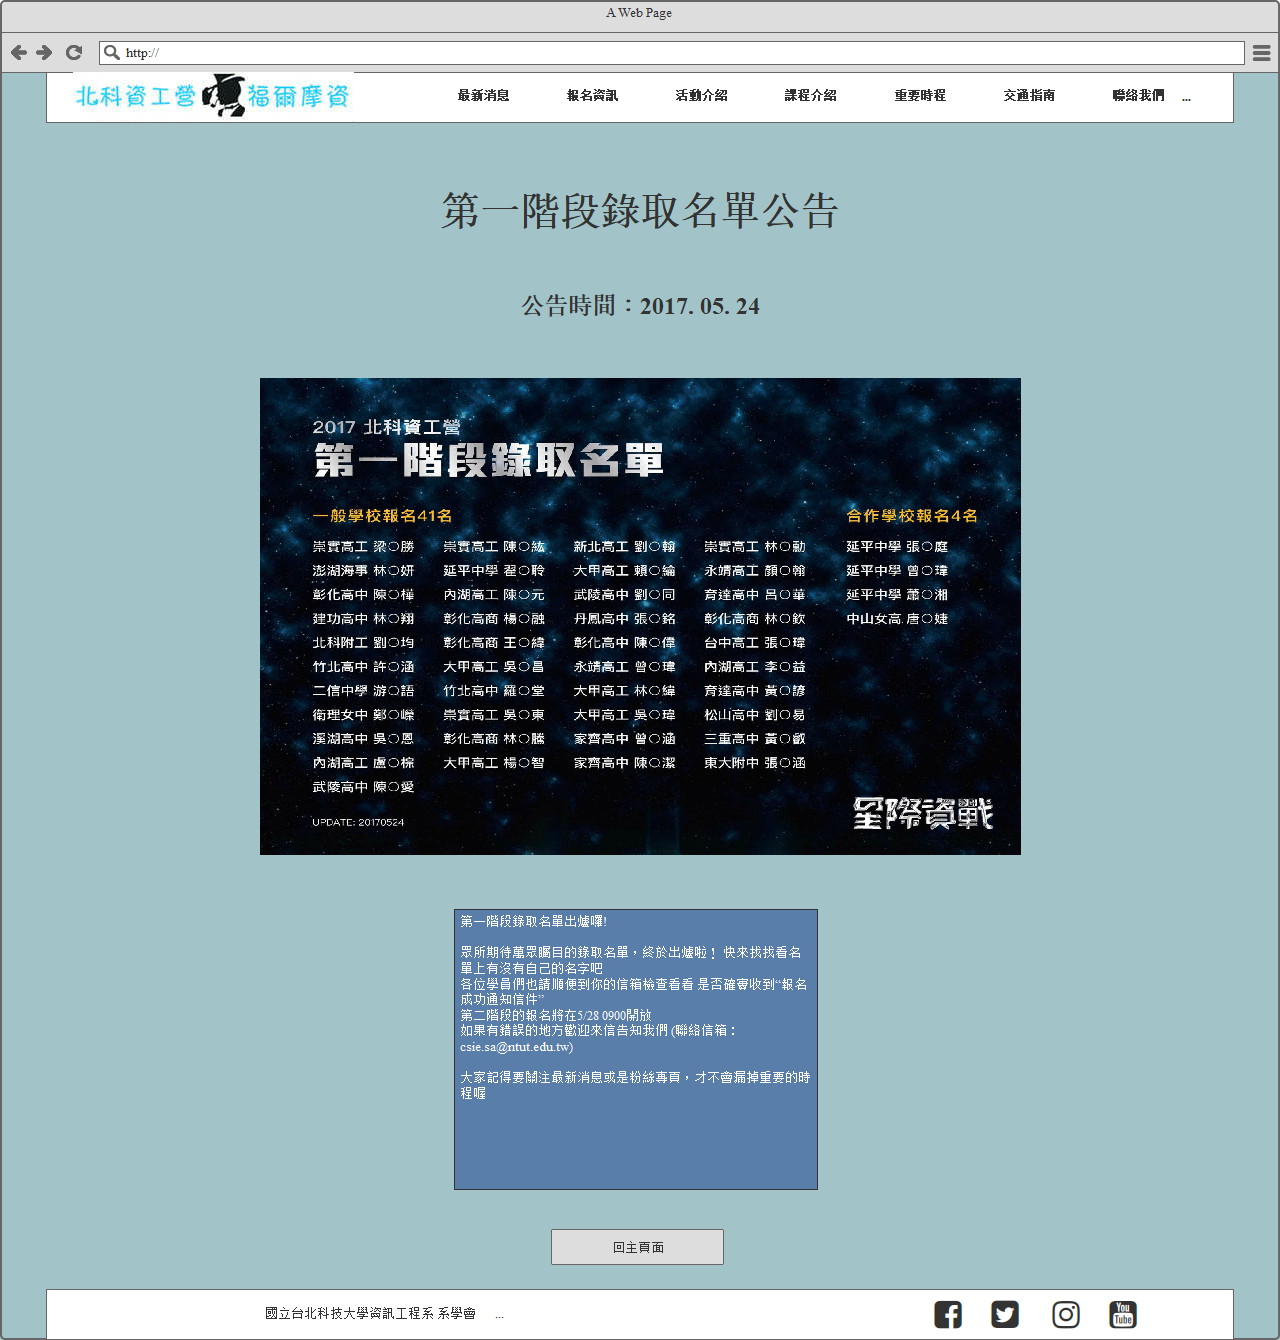 A Web Page
http://
北科資工營 福爾摩資
最新消息 報名資訊 活動介紹 課程介紹 重要時程 交通指南 聯絡我們 ...
第一階段錄取名單公告
公告時間：2017. 05. 24
2017 北科資工營
第一階段錄取名單
一般學校報名41名 合作學校報名4名
崇實高工 梁○勝 崇實高工 陳○紘 新北高工 劉○翰 崇實高工 林○勳 延平中學 張○庭
澎湖海事 林○妍 延平中學 翟○聆 大甲高工 賴○綸 永靖高工 顏○翰 延平中學 曾○瑋
彰化高中 陳○樺 內湖高工 陳○元 武陵高中 劉○同 育達高中 呂○華 延平中學 蕭○湘
建功高中 林○翔 彰化高商 楊○融 丹鳳高中 張○銘 彰化高商 林○欽 中山女高 唐○婕
北科附工 劉○均 彰化高商 王○緯 彰化高中 陳○偉 台中高工 張○瑋
竹北高中 許○涵 大甲高工 吳○昌 永靖高工 曾○瑋 內湖高工 李○益
二信中學 游○語 竹北高中 羅○堂 大甲高工 林○緯 育達高中 黃○諺
衛理女中 鄭○嶸 崇實高工 吳○東 大甲高工 吳○瑋 松山高中 劉○易
溪湖高中 吳○恩 彰化高商 林○騰 家齊高中 曾○涵 三重高中 黃○叡
內湖高工 盧○棕 大甲高工 楊○智 家齊高中 陳○潔 東大附中 張○涵
武陵高中 陳○愛
UPDATE: 20170524
星際資戰
第一階段錄取名單出爐囉!
眾所期待萬眾矚目的錄取名單，終於出爐啦！ 快來找找看名
單上有沒有自己的名字吧
各位學員們也請順便到你的信箱檢查看看 是否確實收到“報名
成功通知信件”
第二階段的報名將在5/28 0900開放
如果有錯誤的地方歡迎來信告知我們 (聯絡信箱：
csie.sa@ntut.edu.tw)
大家記得要關注最新消息或是粉絲專頁，才不會漏掉重要的時
程喔
回主頁面
國立台北科技大學資訊工程系 系學會 ...
You
Tube